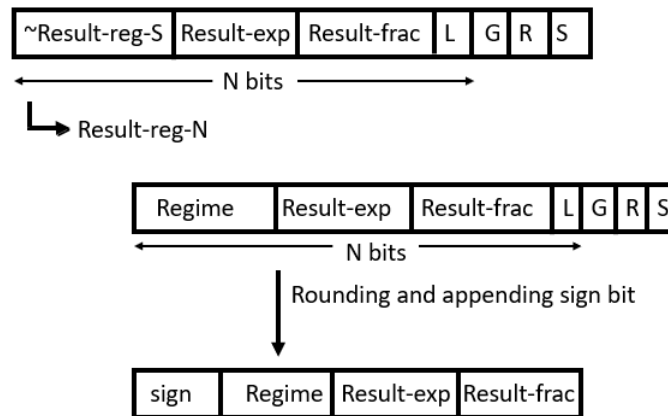 ~Result-reg-S Result-exp Result-frac L G R S
N bits
Result-reg-N
Regime Result-exp Result-frac L G R S
N bits
Rounding and appending sign bit
sign Regime Result-exp Result-frac